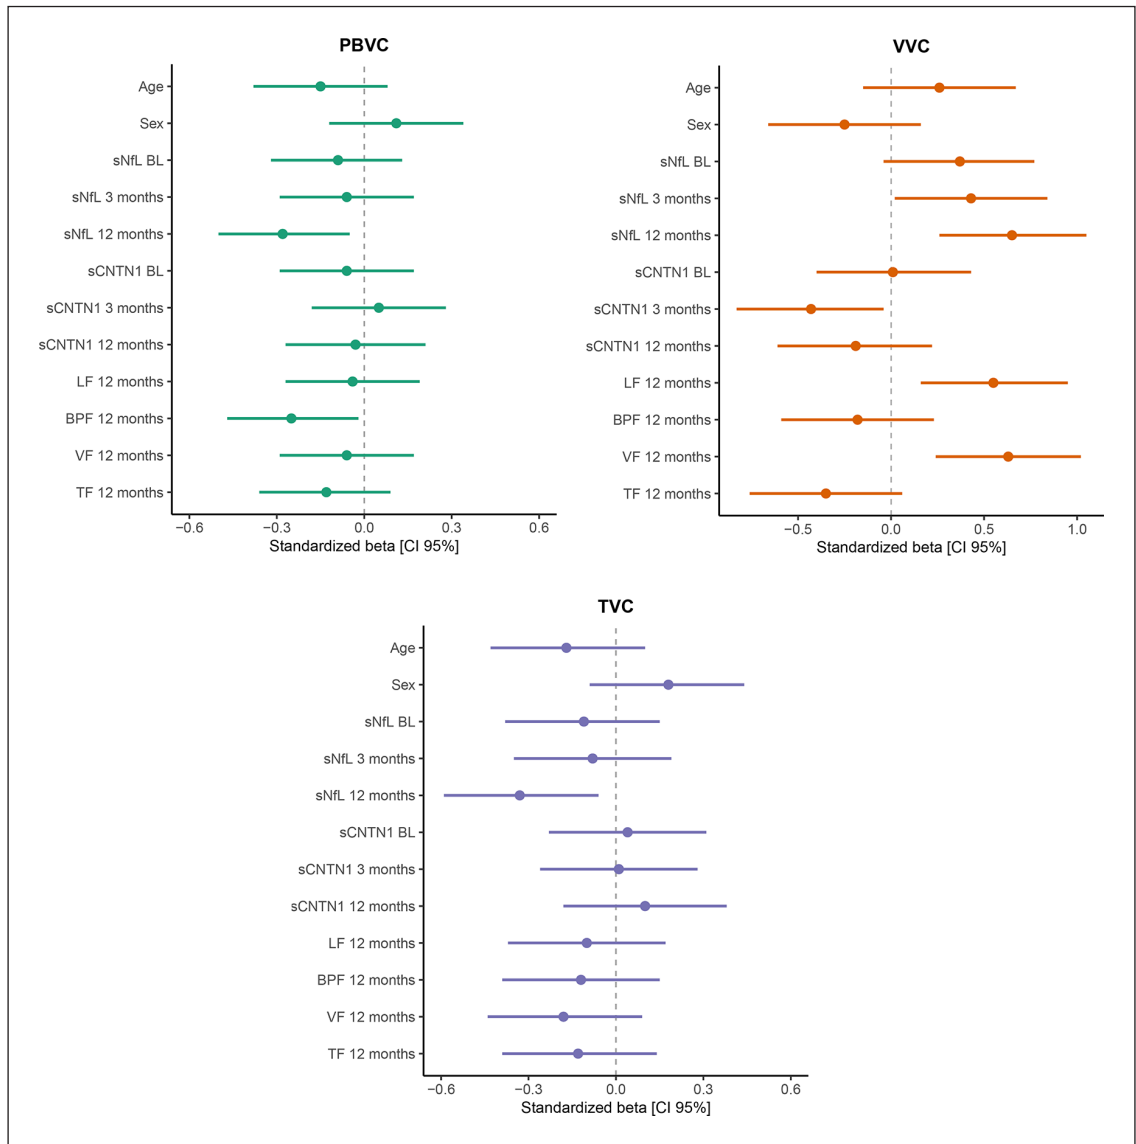 PBVC
Age
Sex
sNfL BL
sNfL 3 months
sNfL 12 months
sCNTN1 BL
sCNTN1 3 months
sCNTN1 12 months
LF 12 months
BPF 12 months
VF 12 months
TF 12 months
−0.6 −0.3 0.0 0.3 0.6
Standardized beta [CI 95%]
VVC
Age
Sex
sNfL BL
sNfL 3 months
sNfL 12 months
sCNTN1 BL
sCNTN1 3 months
sCNTN1 12 months
LF 12 months
BPF 12 months
VF 12 months
TF 12 months
−0.5 0.0 0.5 1.0
Standardized beta [CI 95%]
TVC
Age
Sex
sNfL BL
sNfL 3 months
sNfL 12 months
sCNTN1 BL
sCNTN1 3 months
sCNTN1 12 months
LF 12 months
BPF 12 months
VF 12 months
TF 12 months
−0.6 −0.3 0.0 0.3 0.6
Standardized beta [CI 95%]